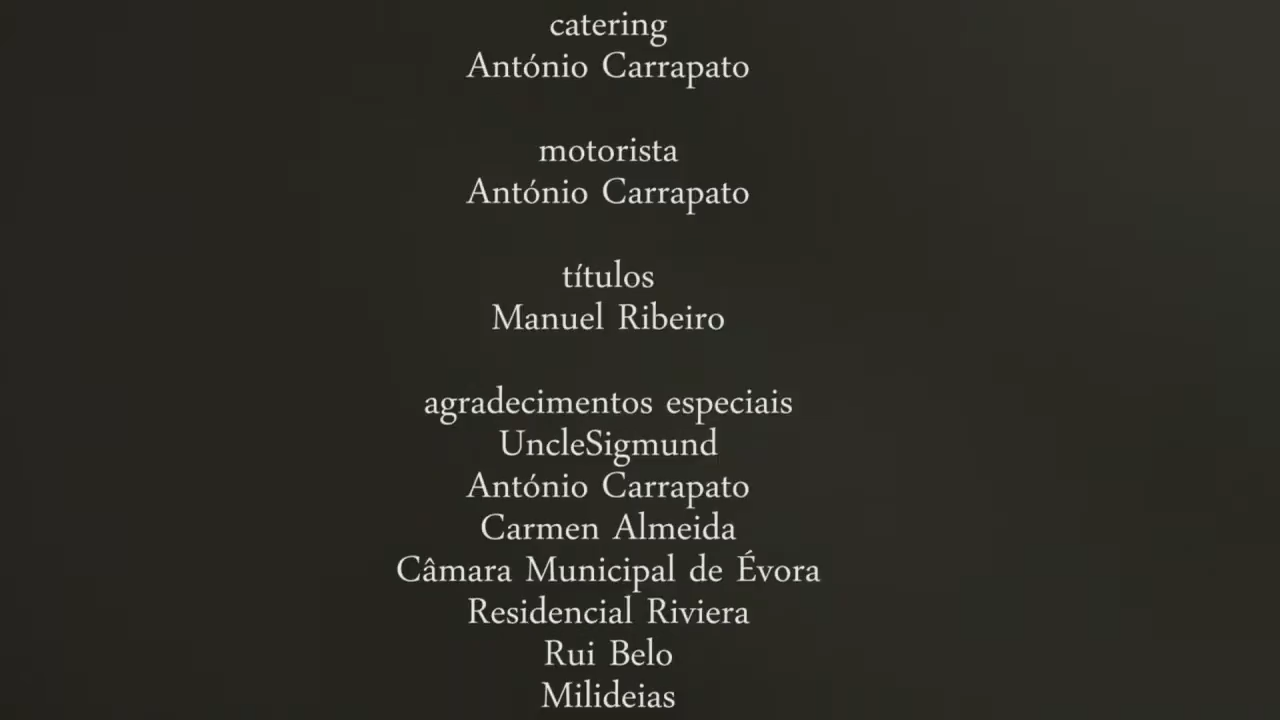 catering
António Carrapato
motorista
António Carrapato
títulos
Manuel Ribeiro
agradecimentos especiais
UncleSigmund
António Carrapato
Carmen Almeida
Câmara Municipal de Évora
Residencial Riviera
Rui Belo
Milideias